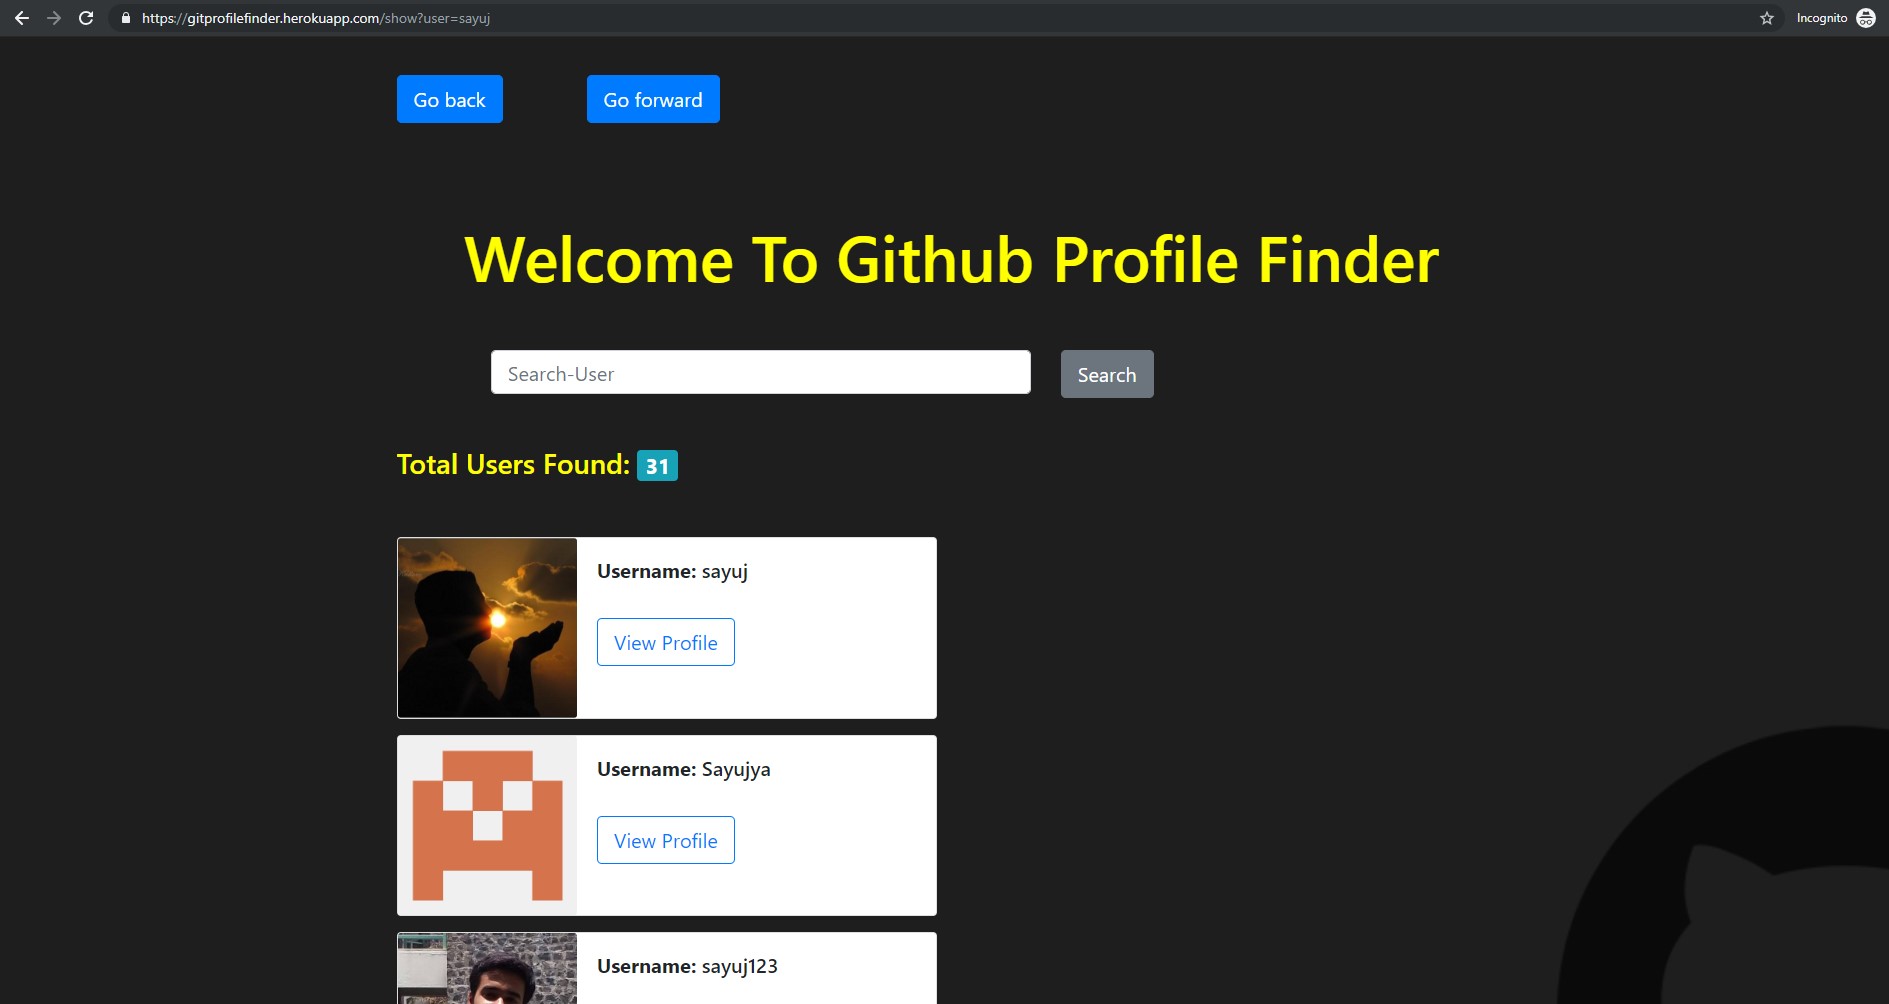 https://gitprofilefinder.herokuapp.com/show?user=sayuj Incognito
Go back Go forward
Welcome To Github Profile Finder
Search-User Search
Total Users Found: 31
Username: sayuj
View Profile
Username: Sayujya
View Profile
Username: sayuj123